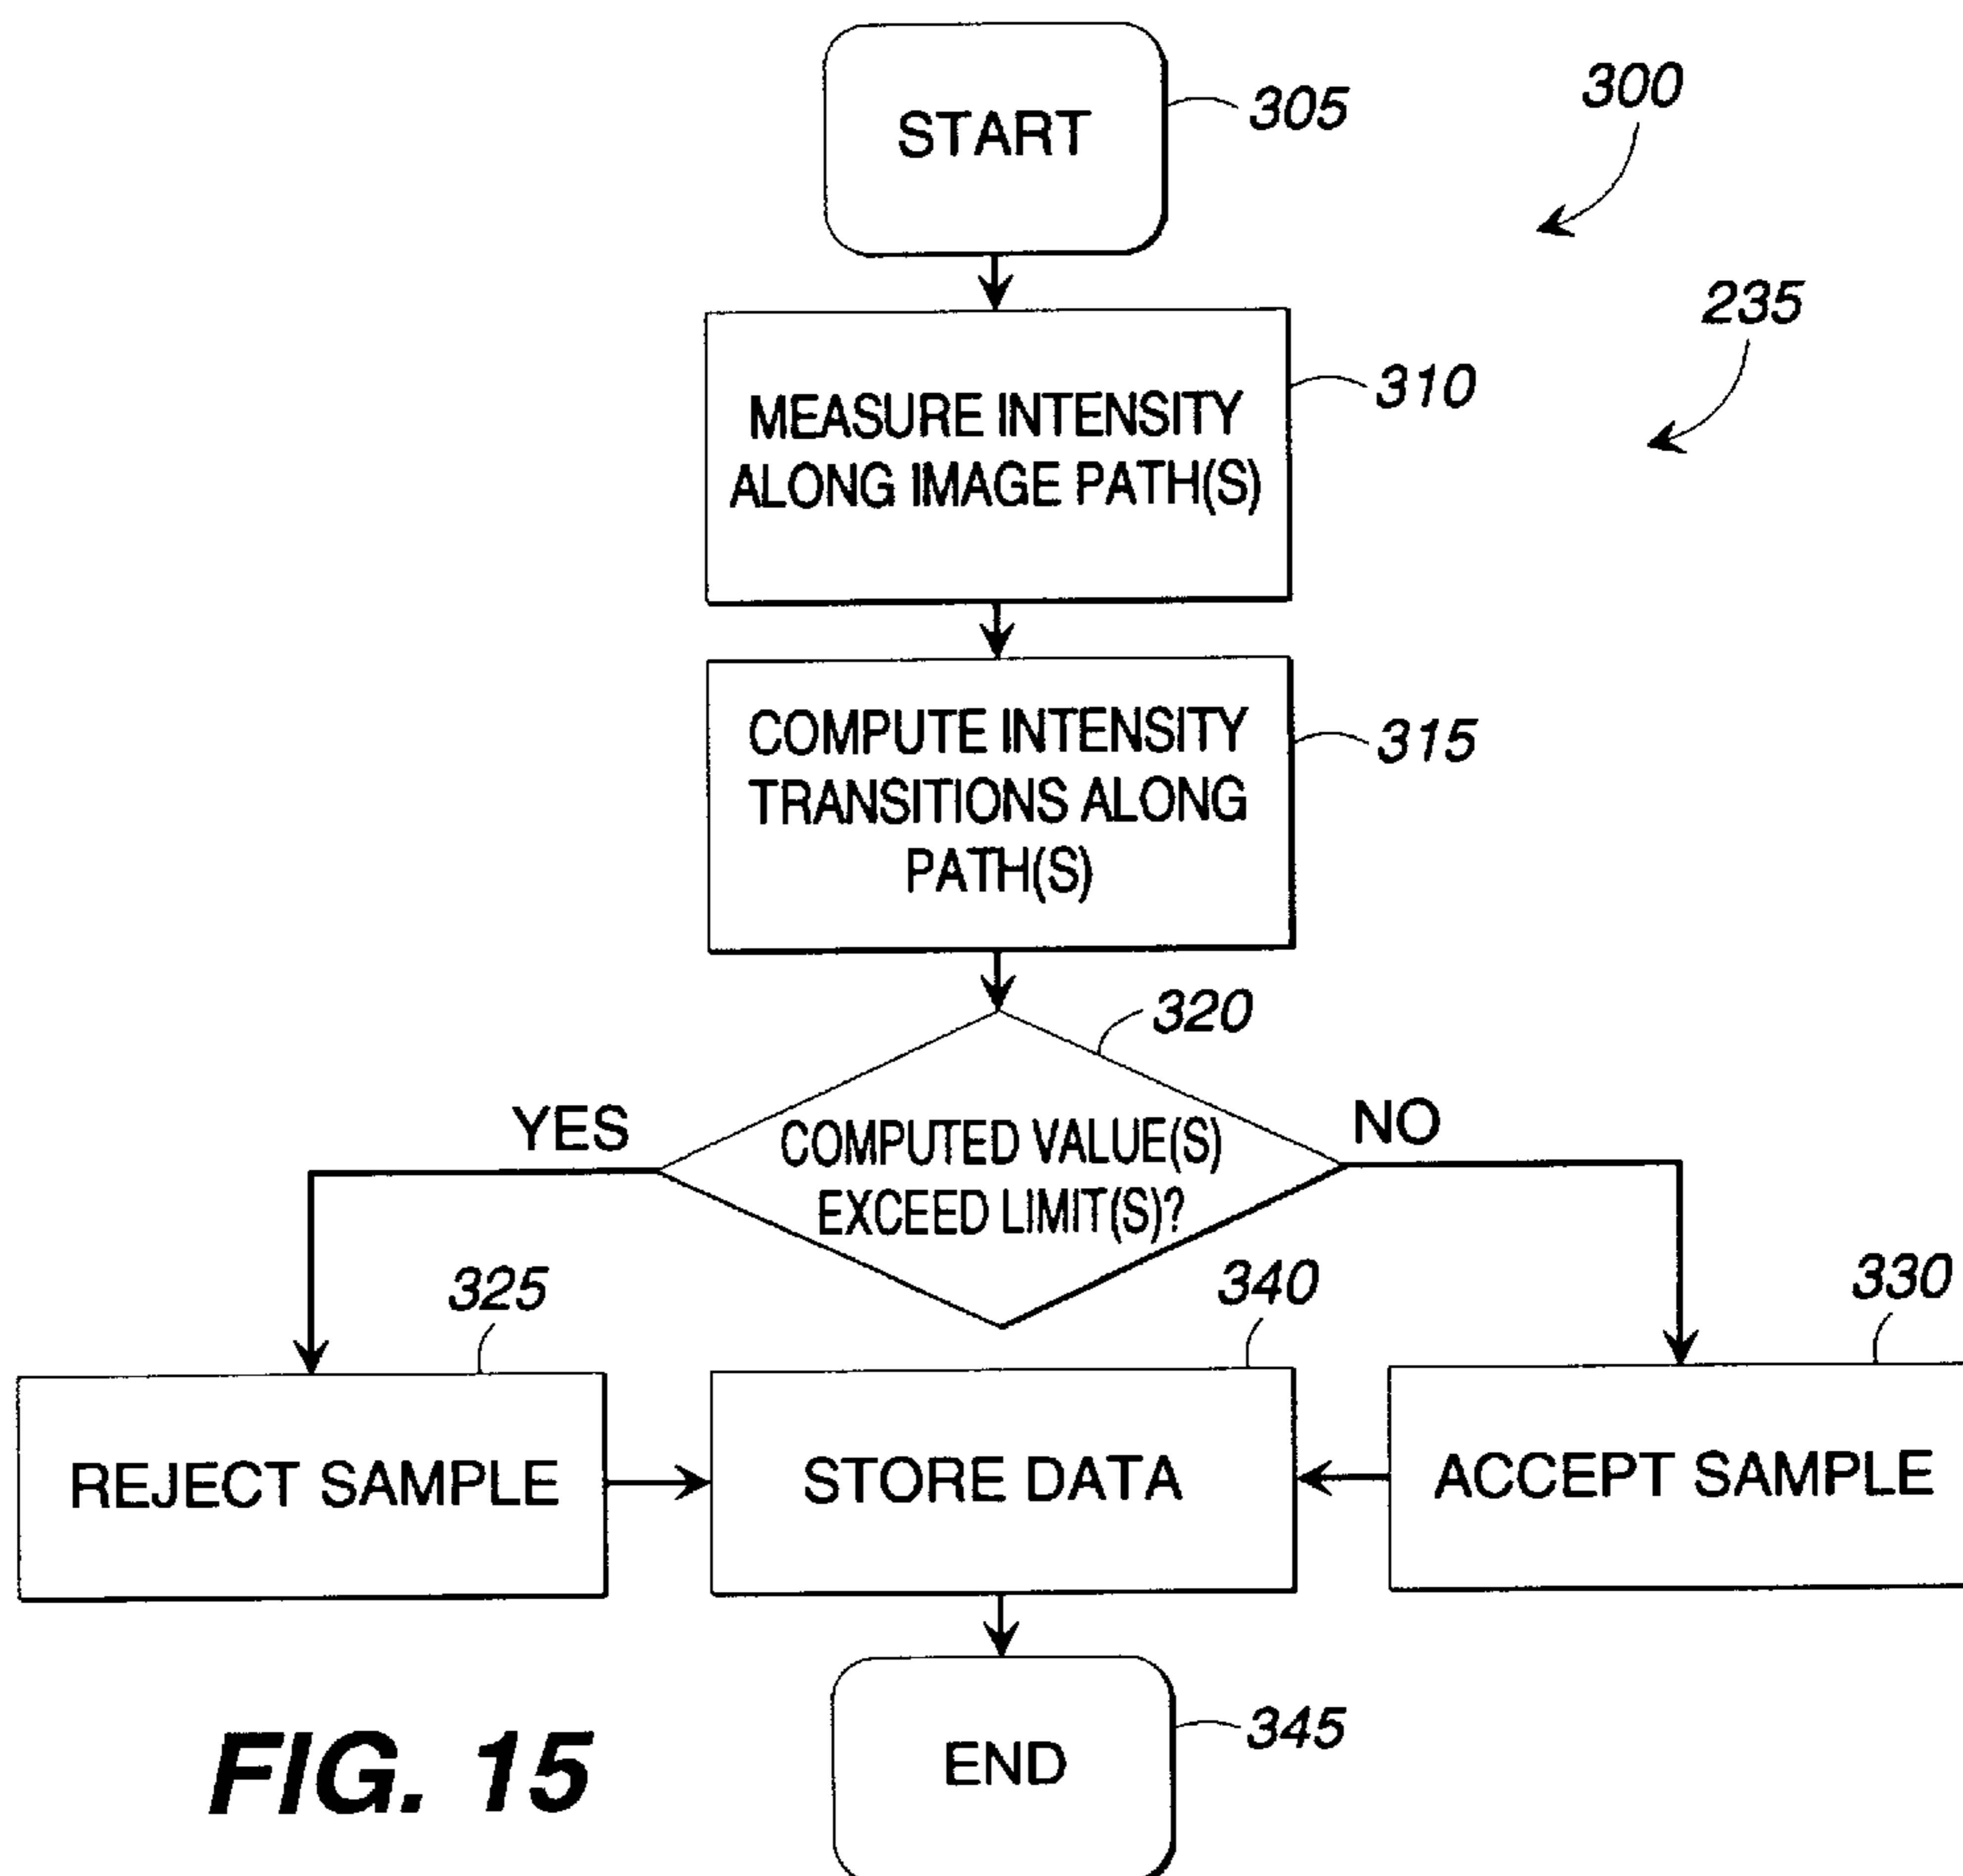 START
305
300
235
MEASURE INTENSITY
ALONG IMAGE PATH(S)
310
COMPUTE INTENSITY
TRANSITIONS ALONG
PATH(S)
315
320
YES
NO
COMPUTED VALUE(S)
EXCEED LIMIT(S)?
325
340
330
REJECT SAMPLE
STORE DATA
ACCEPT SAMPLE
FIG. 15
END
345